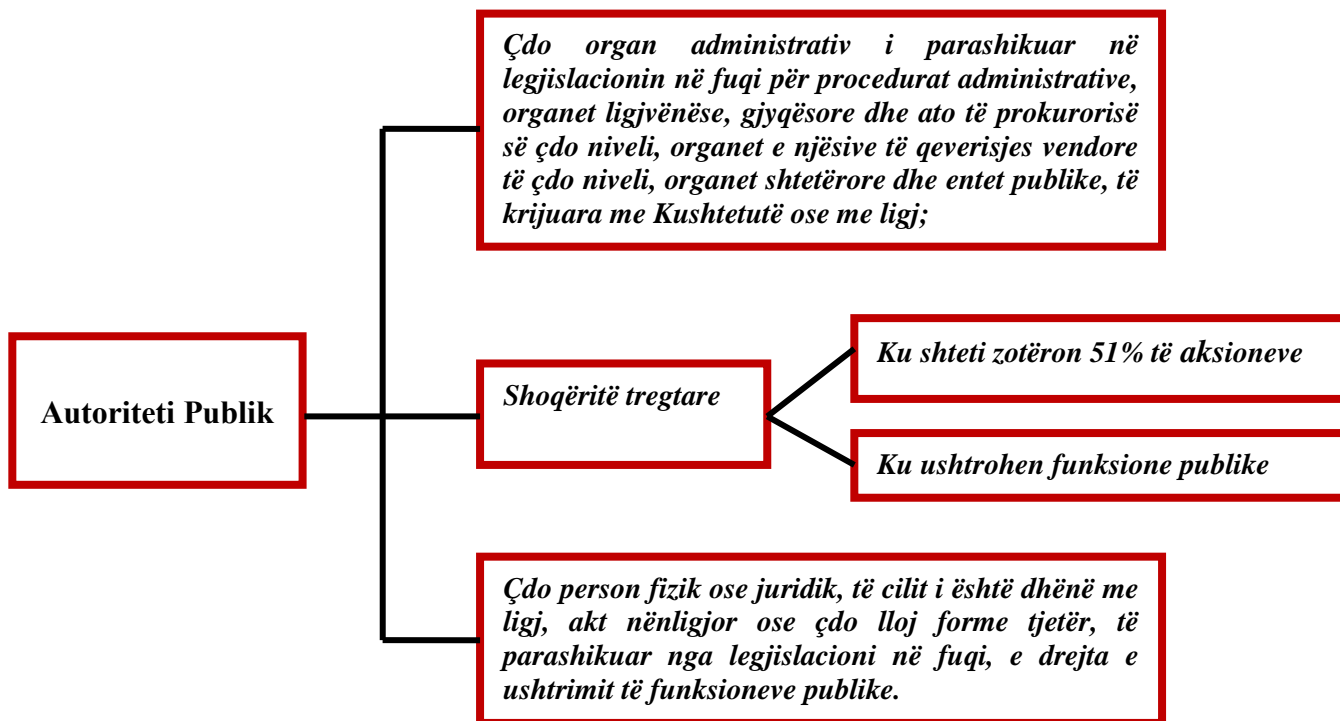 Çdo organ administrativ i parashikuar në
legjislacionin në fuqi për procedurat administrative,
organet ligjvënëse, gjyqësore dhe ato të prokurorisë
së çdo niveli, organet e njësive të qeverisjes vendore
të çdo niveli, organet shtetërore dhe entet publike, të
krijuara me Kushtetutë ose me ligj;
Autoriteti Publik
Shoqëritë tregtare
Ku shteti zotëron 51% të aksioneve
Ku ushtrohen funksione publike
Çdo person fizik ose juridik, të cilit i është dhënë me
ligj, akt nënligjor ose çdo lloj forme tjetër, të
parashikuar nga legjislacioni në fuqi, e drejta e
ushtrimit të funksioneve publike.